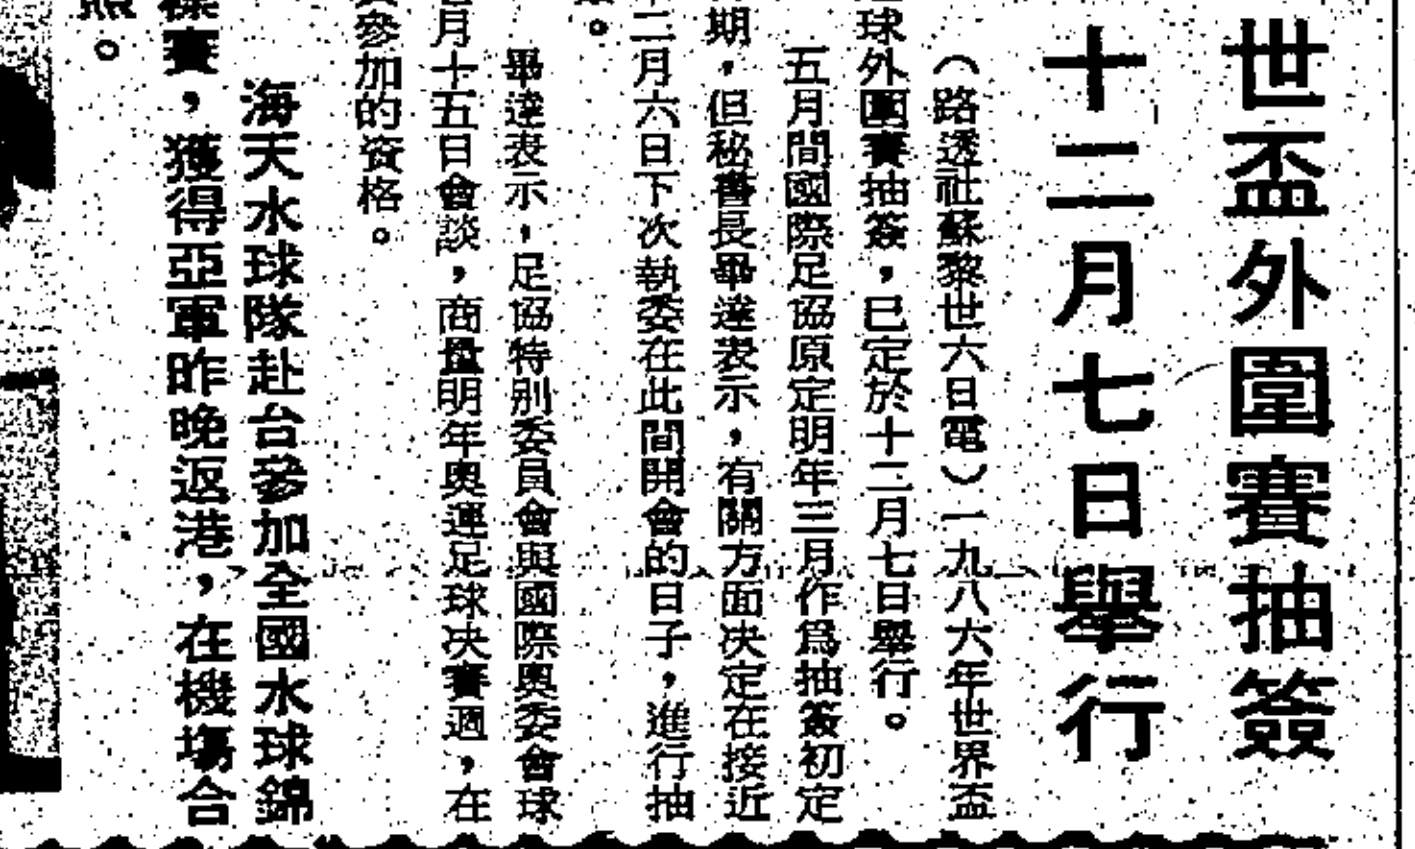 世盃外圍賽抽簽
十二月七日舉行
（路透社蘇黎世六日電）一九八六年世界盃
球外圍賽抽簽，已定於十二月七日舉行。
五月間國際足協原定明年三月作爲抽簽初定
期，但秘書長畢達表示，有關方面决定在接近
二月六日下次執委在此間開會的日子，進行抽
。
畢達表示，足協特别委員會與國際奧委會球
月十五日會談，商量明年奧運足球决賽週，在
參加的資格。
海天水球隊赴台參加全國水球錦
標賽，獲得亞軍昨晚返港，在機場合
照。